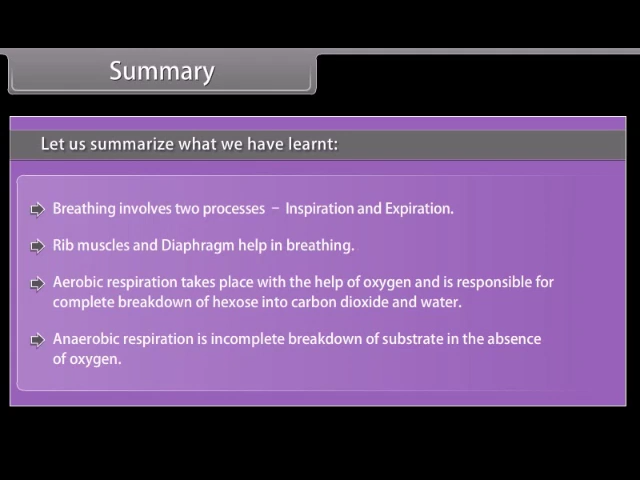 Summary
Let us summarize what we have learnt:
Breathing involves two processes – Inspiration and Expiration.
Rib muscles and Diaphragm help in breathing.
Aerobic respiration takes place with the help of oxygen and is responsible for
complete breakdown of hexose into carbon dioxide and water.
Anaerobic respiration is incomplete breakdown of substrate in the absence
of oxygen.